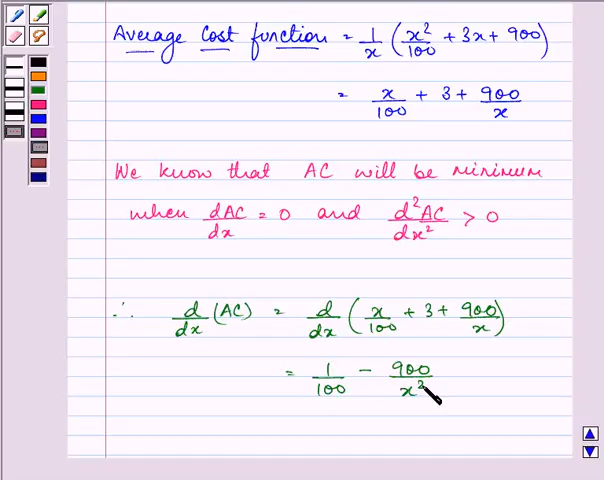 Average Cost function = 1/x (x²/100 + 3x + 900)
= x/100 + 3 + 900/x
We know that AC will be minimum
when dAC/dx = 0 and d²AC/dx² > 0
∴ d/dx (AC) = d/dx (x/100 + 3 + 900/x)
= 1/100 - 900/x²